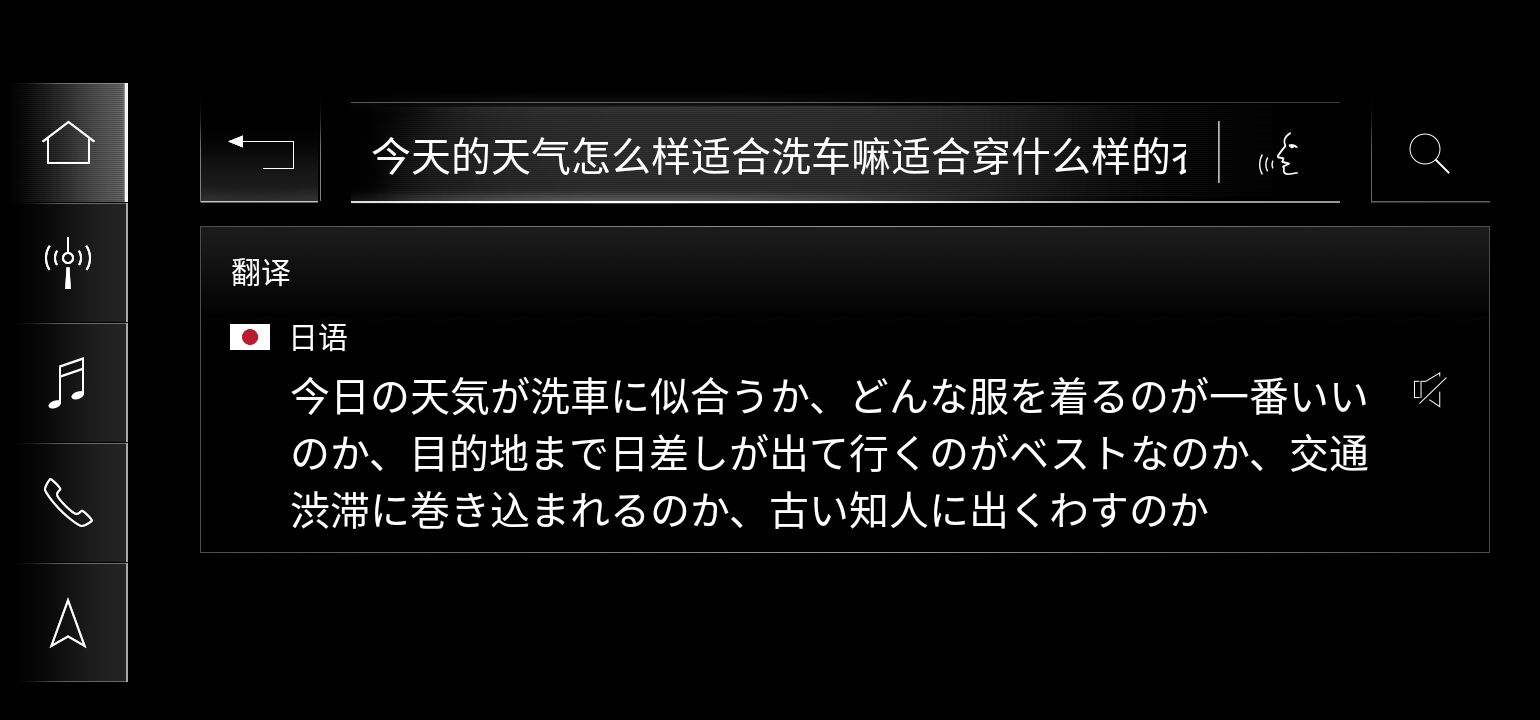 今天的天气怎么样适合洗车嘛适合穿什么样的
翻译
日语
今日の天気が洗車に似合うか、どんな服を着るのが一番いい
のか、目的地まで日差しが出て行くのがベストなのか、交通
渋滞に巻き込まれるのか、古い知人に出くわすのか